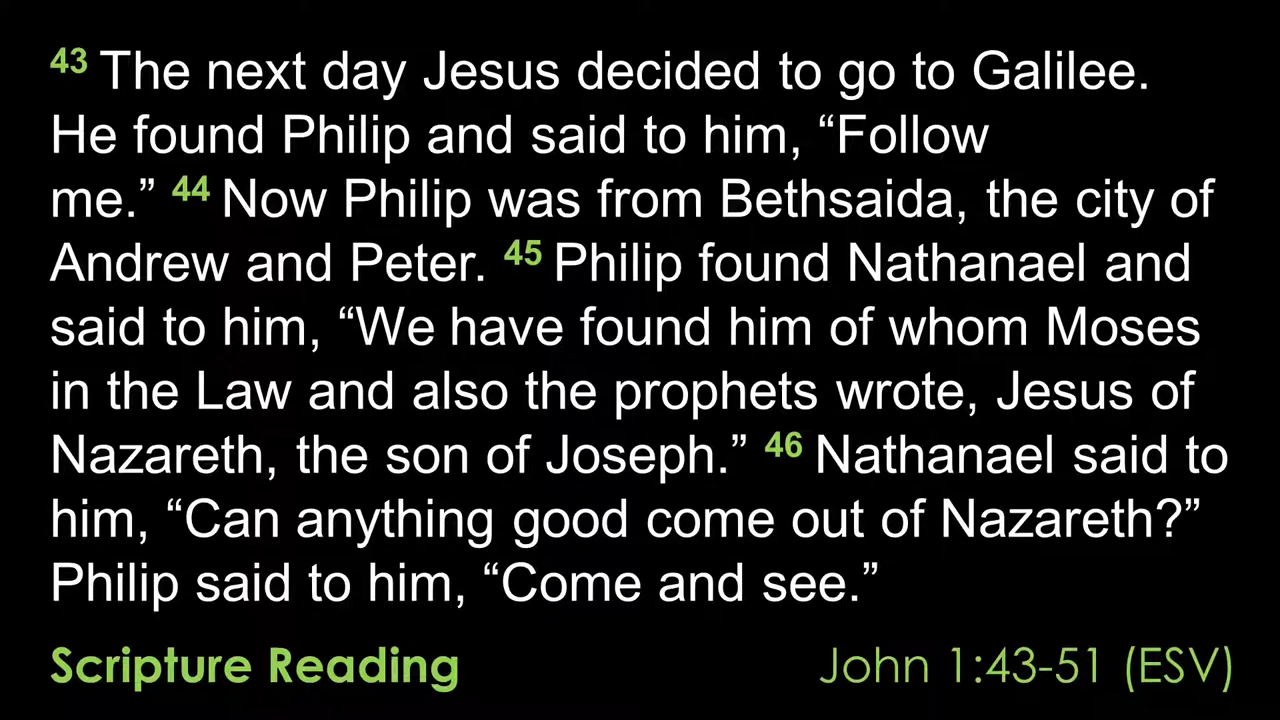 43 The next day Jesus decided to go to Galilee.
He found Philip and said to him, “Follow
me.” 44 Now Philip was from Bethsaida, the city of
Andrew and Peter. 45 Philip found Nathanael and
said to him, “We have found him of whom Moses
in the Law and also the prophets wrote, Jesus of
Nazareth, the son of Joseph.” 46 Nathanael said to
him, “Can anything good come out of Nazareth?”
Philip said to him, “Come and see.”
Scripture Reading
John 1:43-51 (ESV)